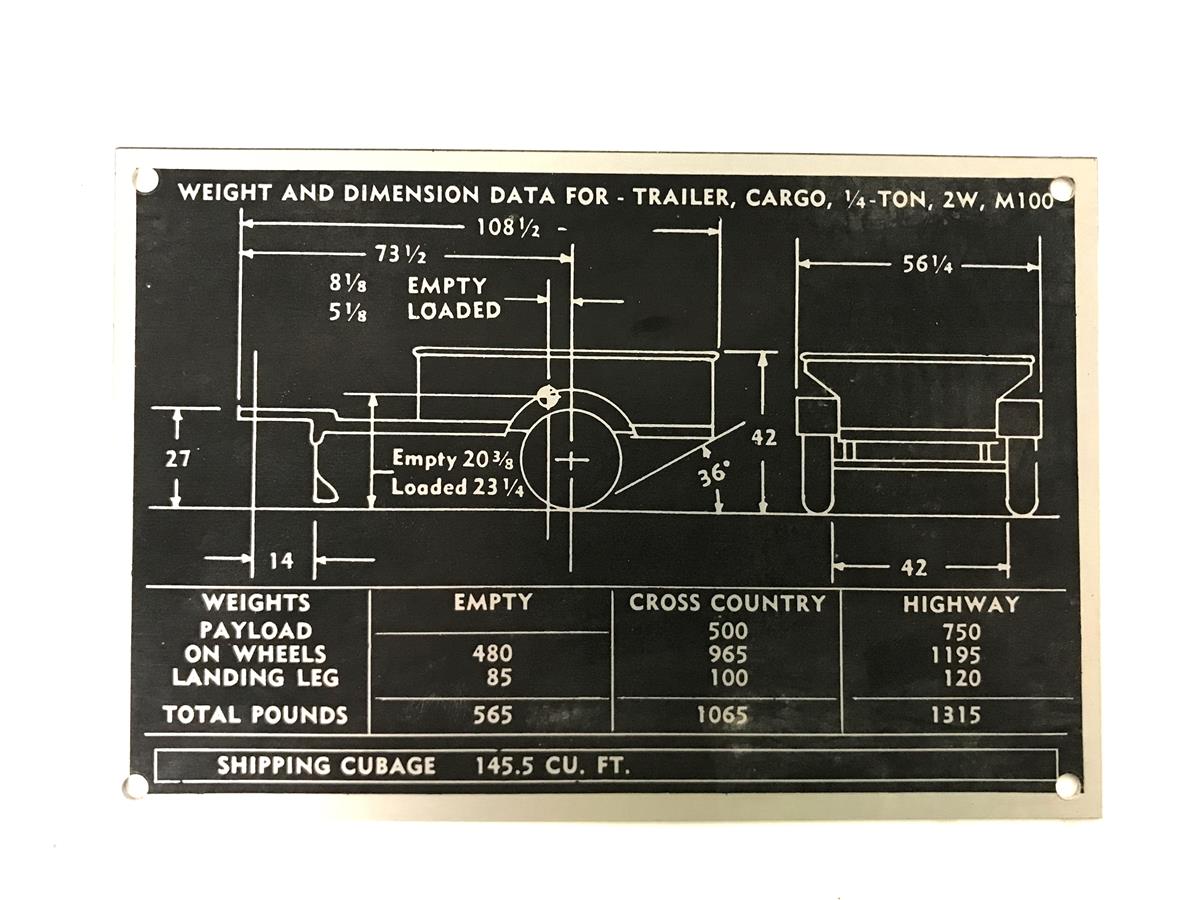 WEIGHT AND DIMENSION DATA FOR - TRAILER, CARGO, ¼-TON, 2W, M100
108½ -
73½
56¼
8⅛ EMPTY
5⅛ LOADED
42
27
Empty 20⅜
Loaded 23¼
36°
14
42
WEIGHTS EMPTY CROSS COUNTRY HIGHWAY
PAYLOAD 500 750
ON WHEELS 480 965 1195
LANDING LEG 85 100 120
TOTAL POUNDS 565 1065 1315
SHIPPING CUBAGE 145.5 CU. FT.